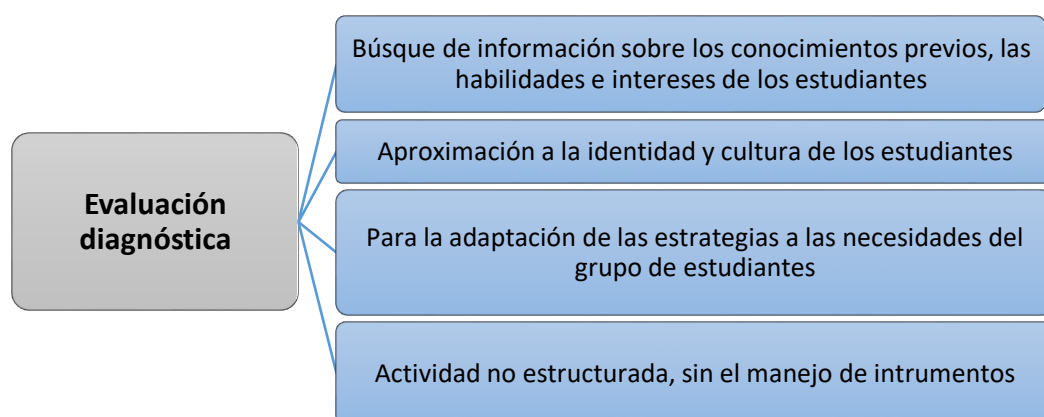 Búsque de información sobre los conocimientos previos, las
habilidades e intereses de los estudiantes
Aproximación a la identidad y cultura de los estudiantes
Evaluación
diagnóstica
Para la adaptación de las estrategias a las necesidades del
grupo de estudiantes
Actividad no estructurada, sin el manejo de intrumentos